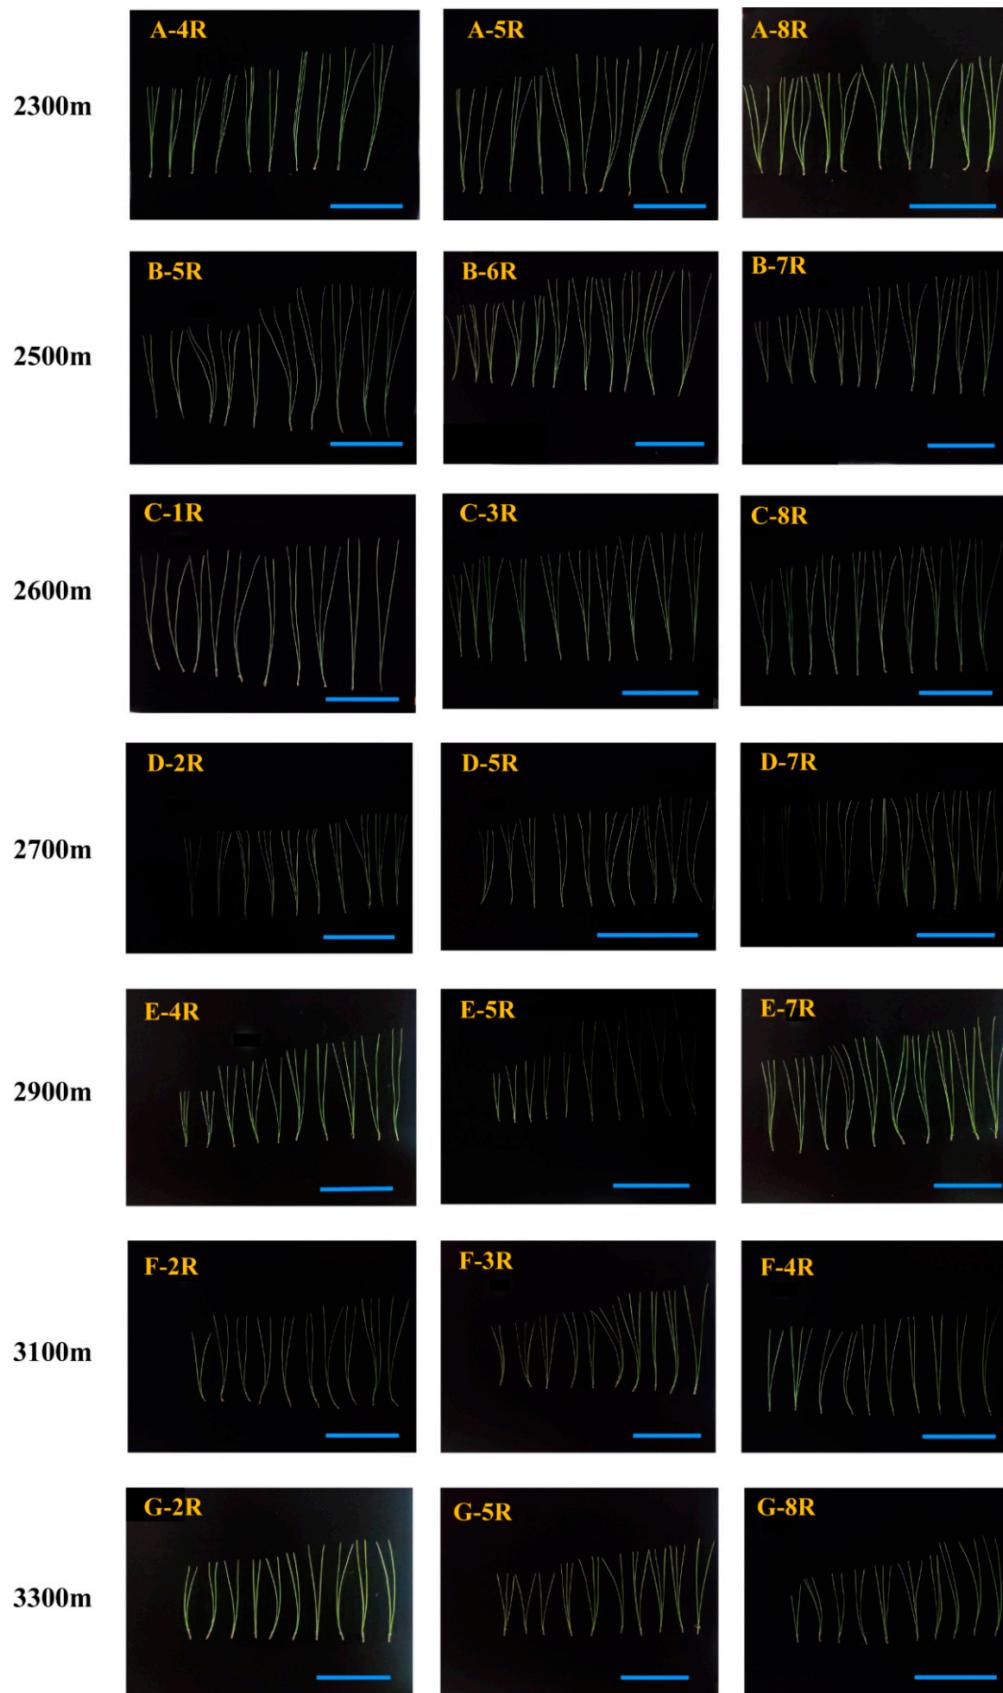 A-4R
A-5R
A-8R
2300m
B-5R
B-6R
B-7R
2500m
C-1R
C-3R
C-8R
2600m
D-2R
D-5R
D-7R
2700m
E-4R
E-5R
E-7R
2900m
F-2R
F-3R
F-4R
3100m
G-2R
G-5R
G-8R
3300m